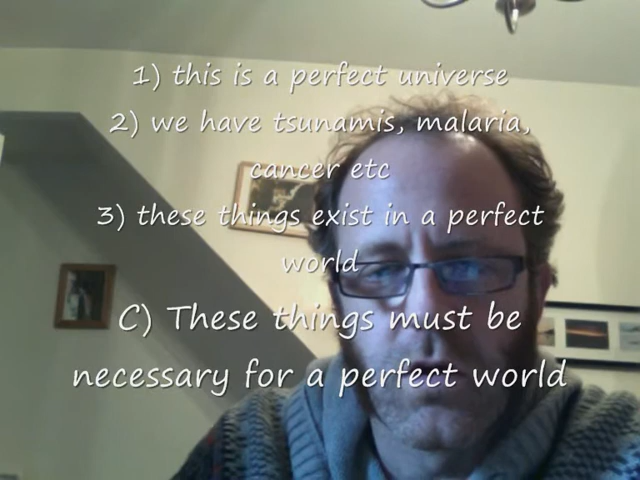 1) this is a perfect universe
2) we have tsunamis, malaria,
cancer etc
3) these things exist in a perfect
world
C) These things must be
necessary for a perfect world